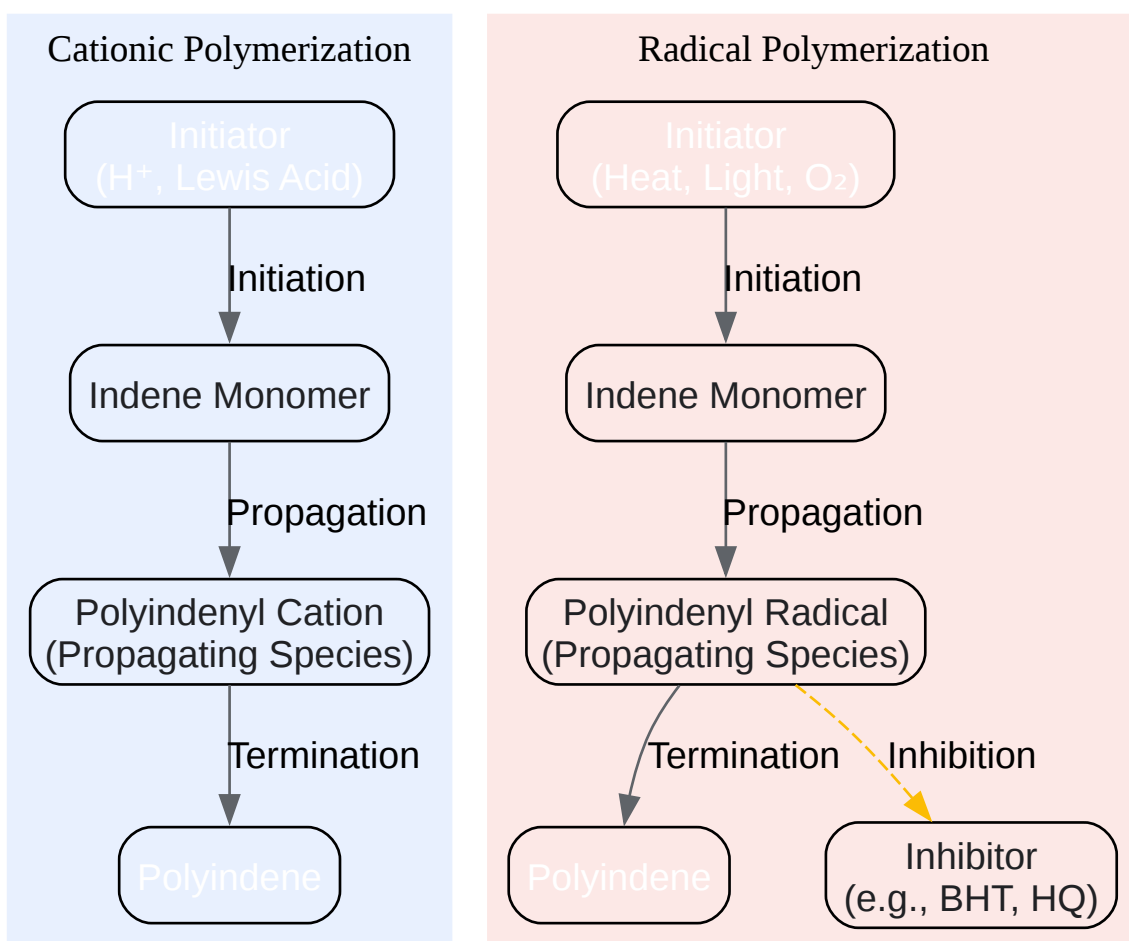 Cationic Polymerization
Initiator
(H⁺, Lewis Acid)
Initiation
Indene Monomer
Propagation
Polyindenyl Cation
(Propagating Species)
Termination
Polyindene
Radical Polymerization
Initiator
(Heat, Light, O₂)
Initiation
Indene Monomer
Propagation
Polyindenyl Radical
(Propagating Species)
Termination
Inhibition
Polyindene
Inhibitor
(e.g., BHT, HQ)